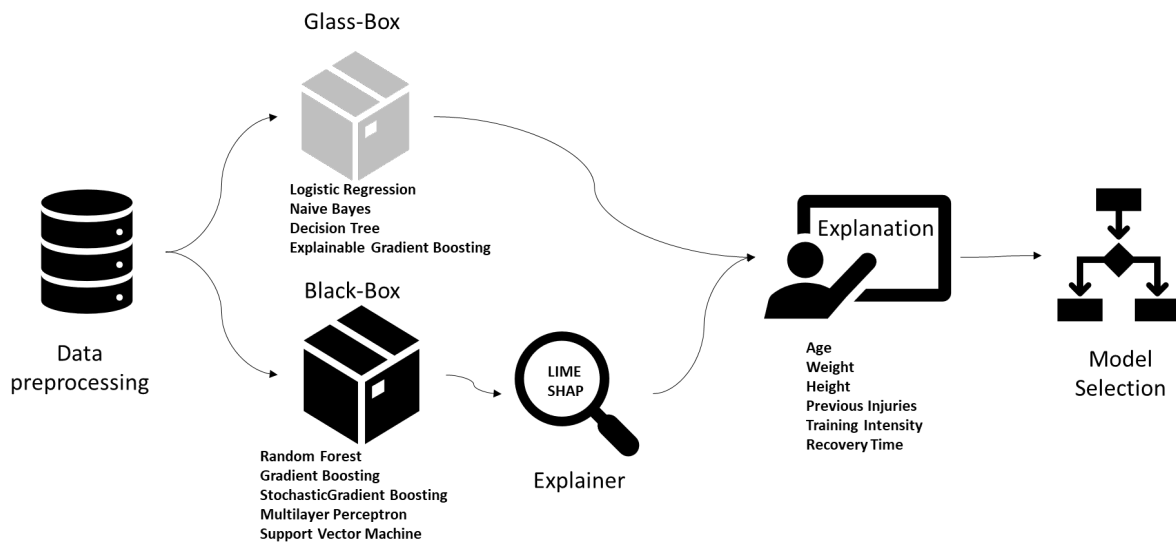 Glass-Box
Logistic Regression
Naive Bayes
Decision Tree
Explainable Gradient Boosting
Data
preprocessing
Black-Box
Random Forest
Gradient Boosting
StochasticGradient Boosting
Multilayer Perceptron
Support Vector Machine
LIME
SHAP
Explainer
Explanation
Age
Weight
Height
Previous Injuries
Training Intensity
Recovery Time
Model
Selection